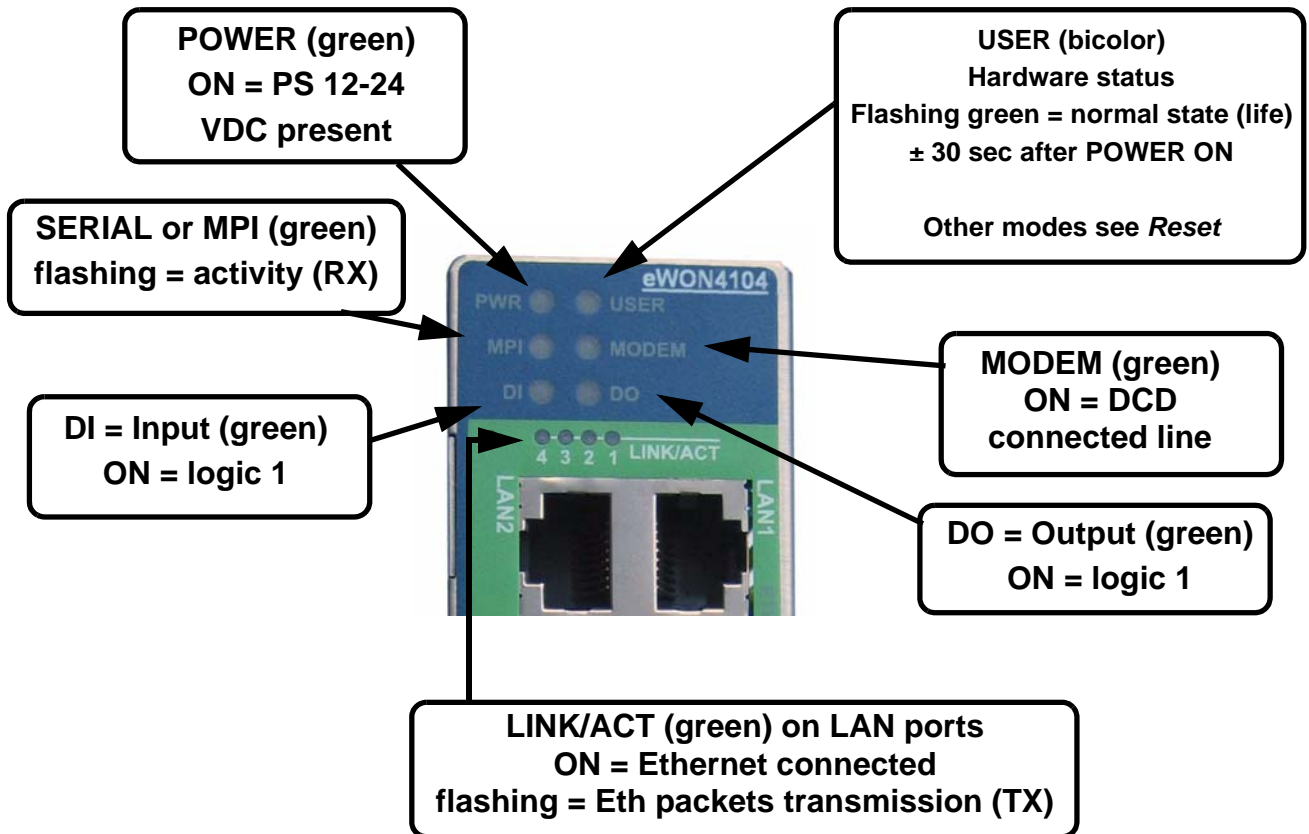 POWER (green)
ON = PS 12-24
VDC present
USER (bicolor)
Hardware status
Flashing green = normal state (life)
± 30 sec after POWER ON
Other modes see Reset
SERIAL or MPI (green)
flashing = activity (RX)
eWON4104
PWR
USER
MPI
MODEM
DI
DO
MODEM (green)
ON = DCD
connected line
DI = Input (green)
ON = logic 1
4 3 2 1 LINK/ACT
LAN2
LAN1
DO = Output (green)
ON = logic 1
LINK/ACT (green) on LAN ports
ON = Ethernet connected
flashing = Eth packets transmission (TX)